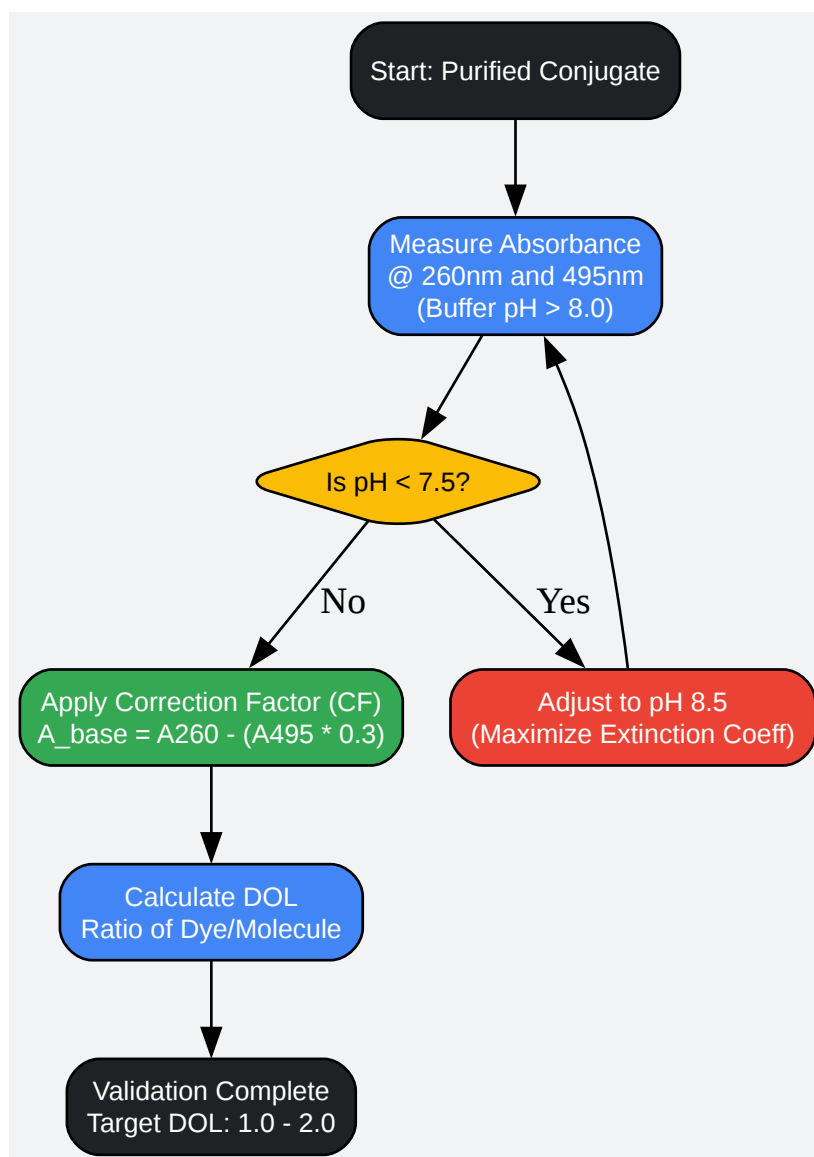 Start: Purified Conjugate
Measure Absorbance
@ 260nm and 495nm
(Buffer pH > 8.0)
Is pH < 7.5?
No
Yes
Apply Correction Factor (CF)
A_base = A260 - (A495 * 0.3)
Adjust to pH 8.5
(Maximize Extinction Coeff)
Calculate DOL
Ratio of Dye/Molecule
Validation Complete
Target DOL: 1.0 - 2.0